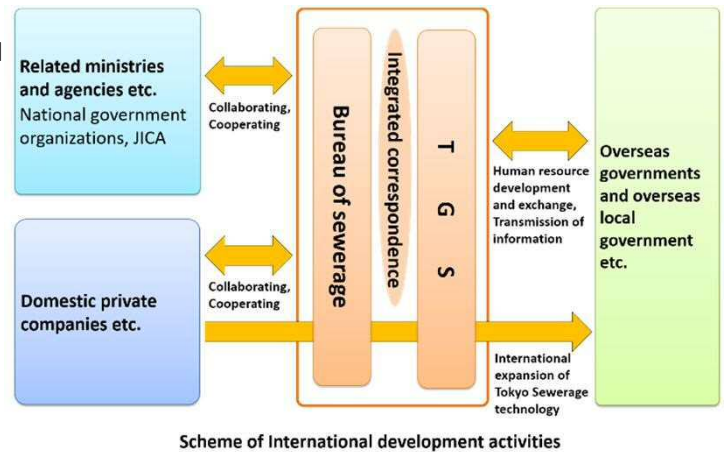 Related ministries
and agencies etc.
National government
organizations, JICA
Collaborating,
Cooperating
Domestic private
companies etc.
Collaborating,
Cooperating
Bureau of sewerage
Integrated correspondence
T G S
Human resource
development
and exchange,
Transmission of
information
International
expansion of
Tokyo Sewerage
technology
Overseas
governments
and overseas
local
government
etc.
Scheme of International development activities